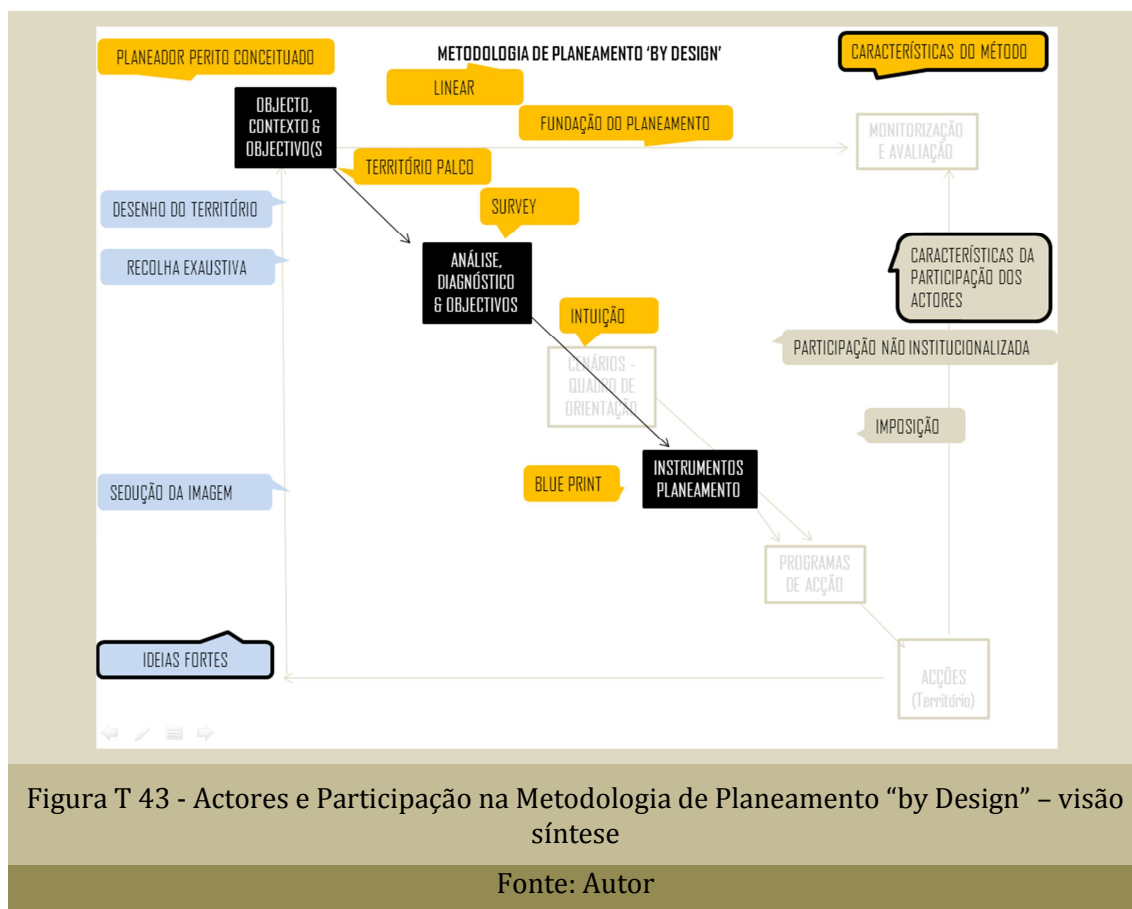 METODOLOGIA DE PLANEAMENTO ‘BY DESIGN’
PLANEADOR PERITO CONCEITUADO
CARACTERÍSTICAS DO MÉTODO
LINEAR
OBJECTO,
CONTEXTO &
OBJECTIVO(S
FUNDAÇÃO DO PLANEAMENTO
MONITORIZAÇÃO
E AVALIAÇÃO
TERRITÓRIO PALCO
DESENHO DO TERRITÓRIO
SURVEY
RECOLHA EXAUSTIVA
ANÁLISE,
DIAGNÓSTICO
& OBJECTIVOS
CARACTERÍSTICAS DA
PARTICIPAÇÃO DOS
ACTORES
INTUIÇÃO
PARTICIPAÇÃO NÃO INSTITUCIONALIZADA
CENÁRIOS -
QUADRO DE
ORIENTAÇÃO
IMPOSIÇÃO
SEDUÇÃO DA IMAGEM
BLUE PRINT
INSTRUMENTOS
PLANEAMENTO
PROGRAMAS
DE ACÇÃO
IDEIAS FORTES
ACÇÕES
(Território)
Figura T 43 - Actores e Participação na Metodologia de Planeamento “by Design” – visão
síntese
Fonte: Autor